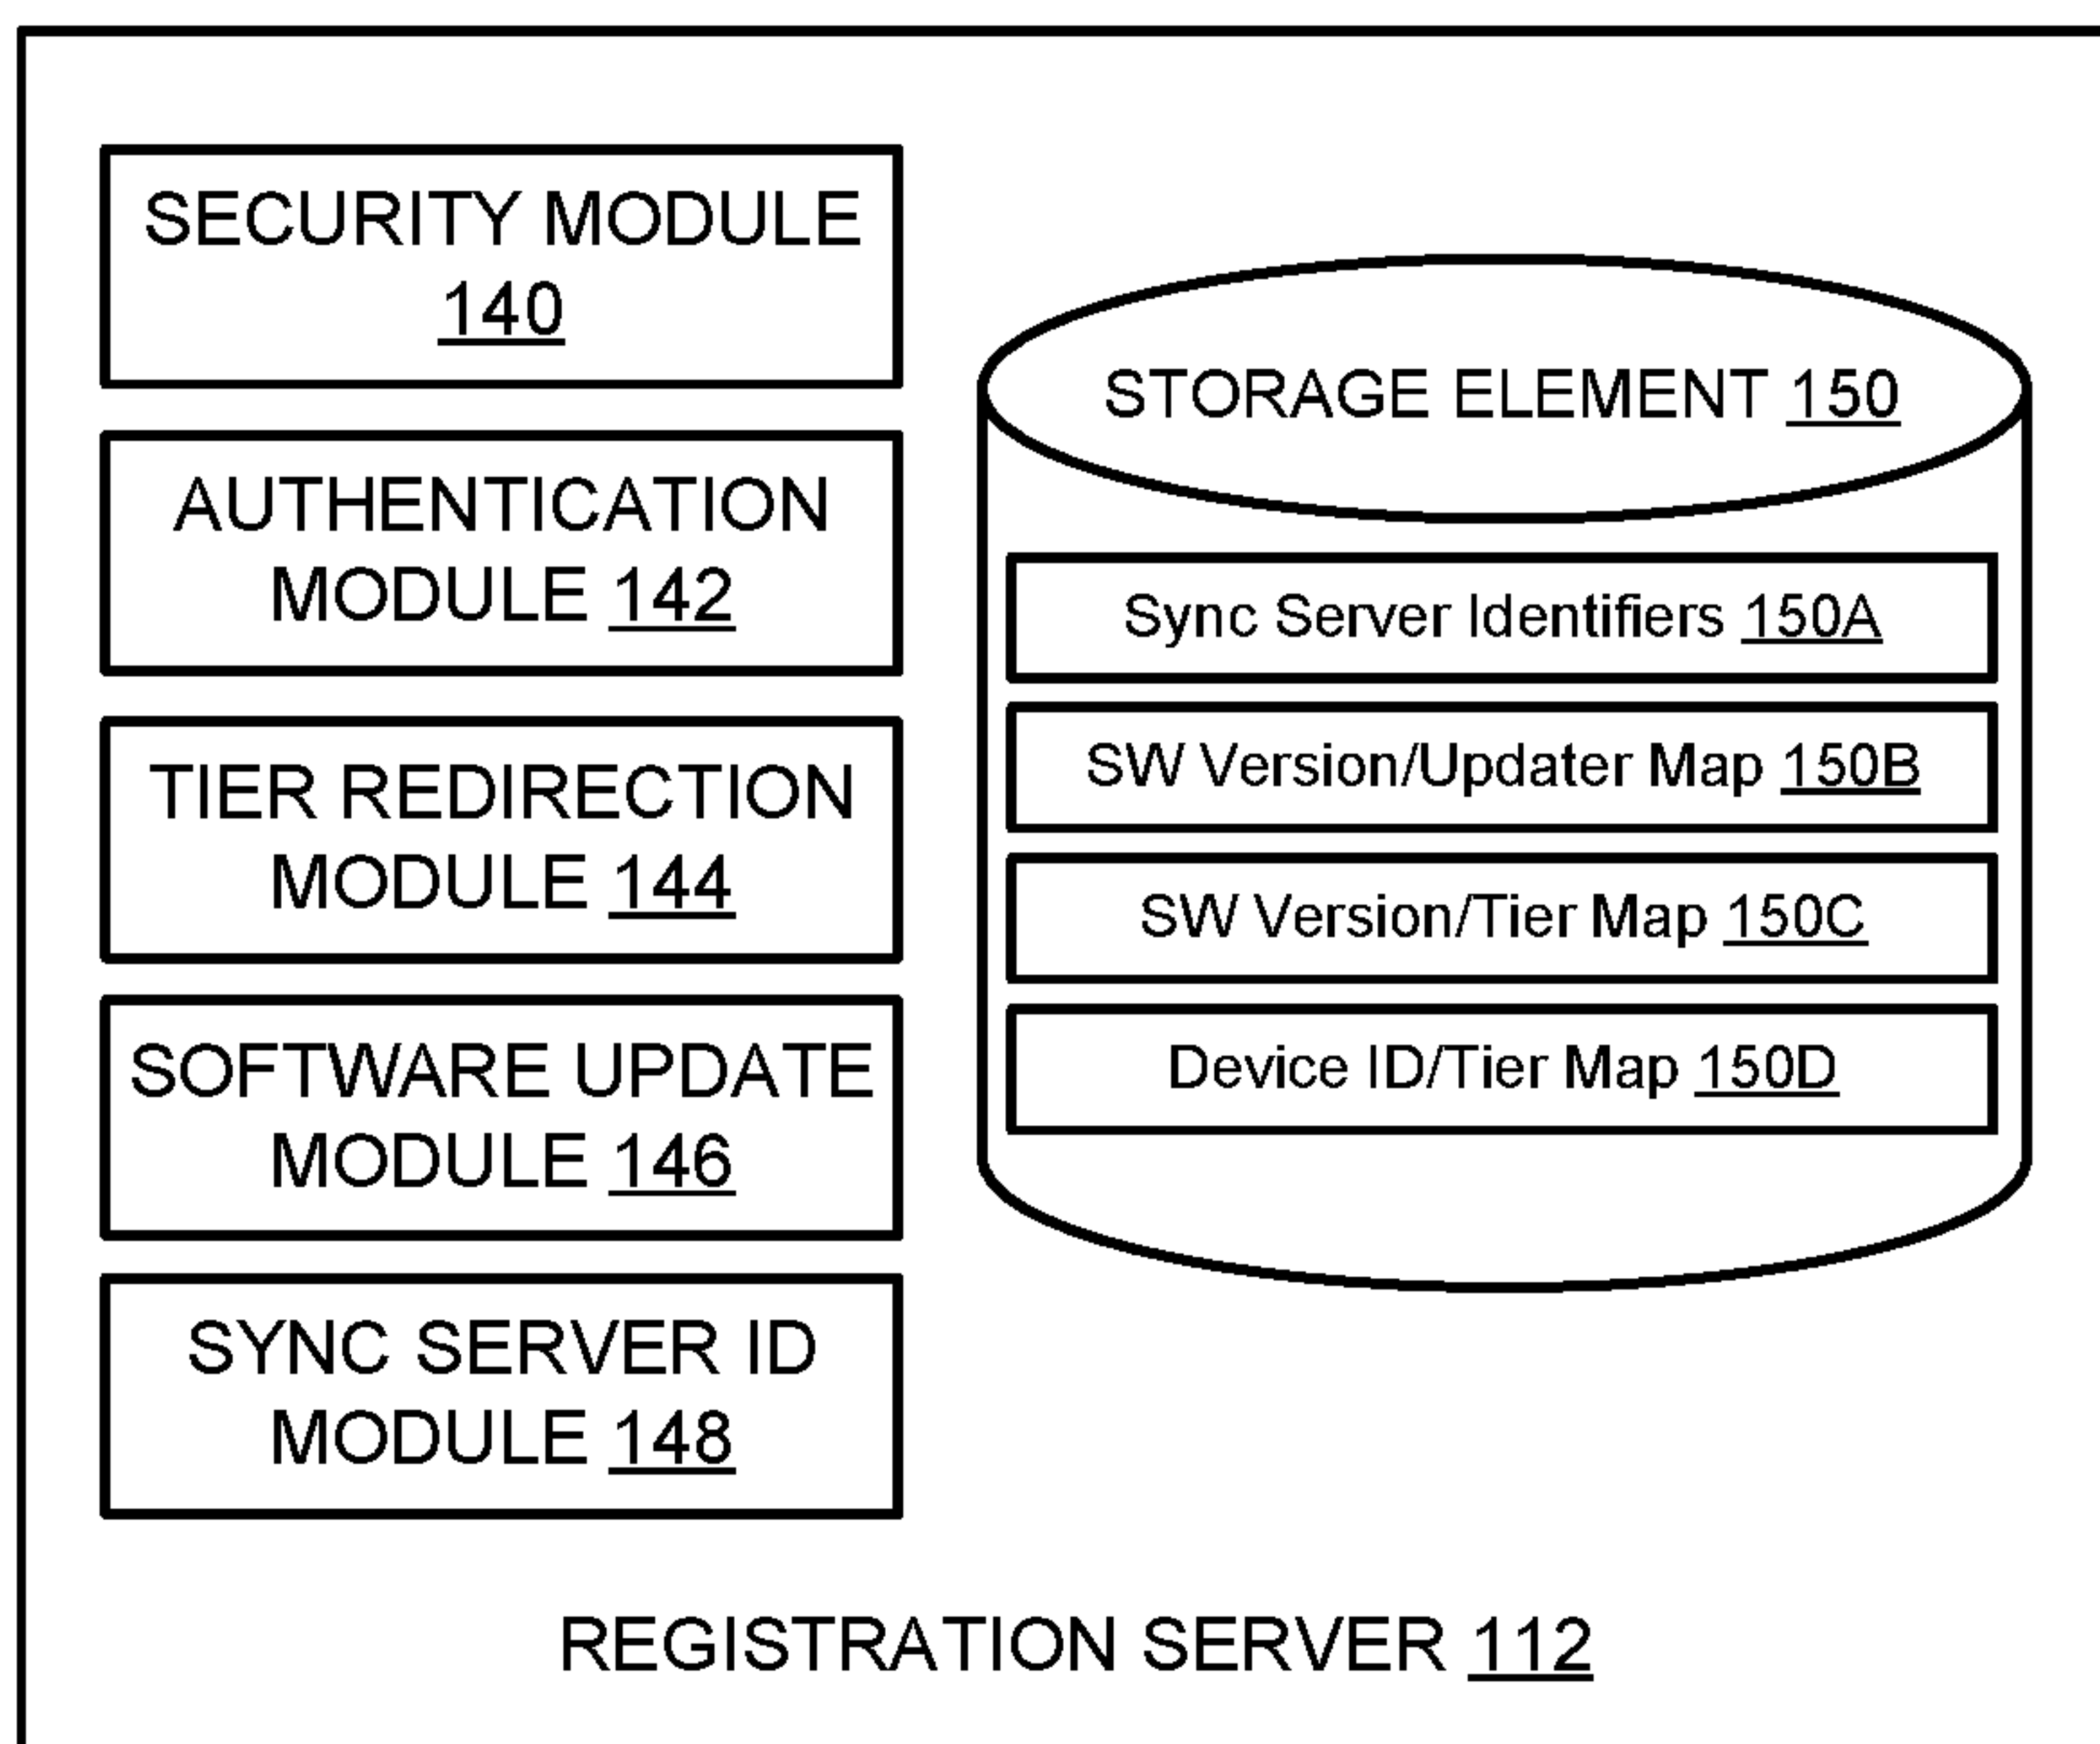 SECURITY MODULE
140
AUTHENTICATION
MODULE 142
TIER REDIRECTION
MODULE 144
SOFTWARE UPDATE
MODULE 146
SYNC SERVER ID
MODULE 148
STORAGE ELEMENT 150
Sync Server Identifiers 150A
SW Version/Updater Map 150B
SW Version/Tier Map 150C
Device ID/Tier Map 150D
REGISTRATION SERVER 112